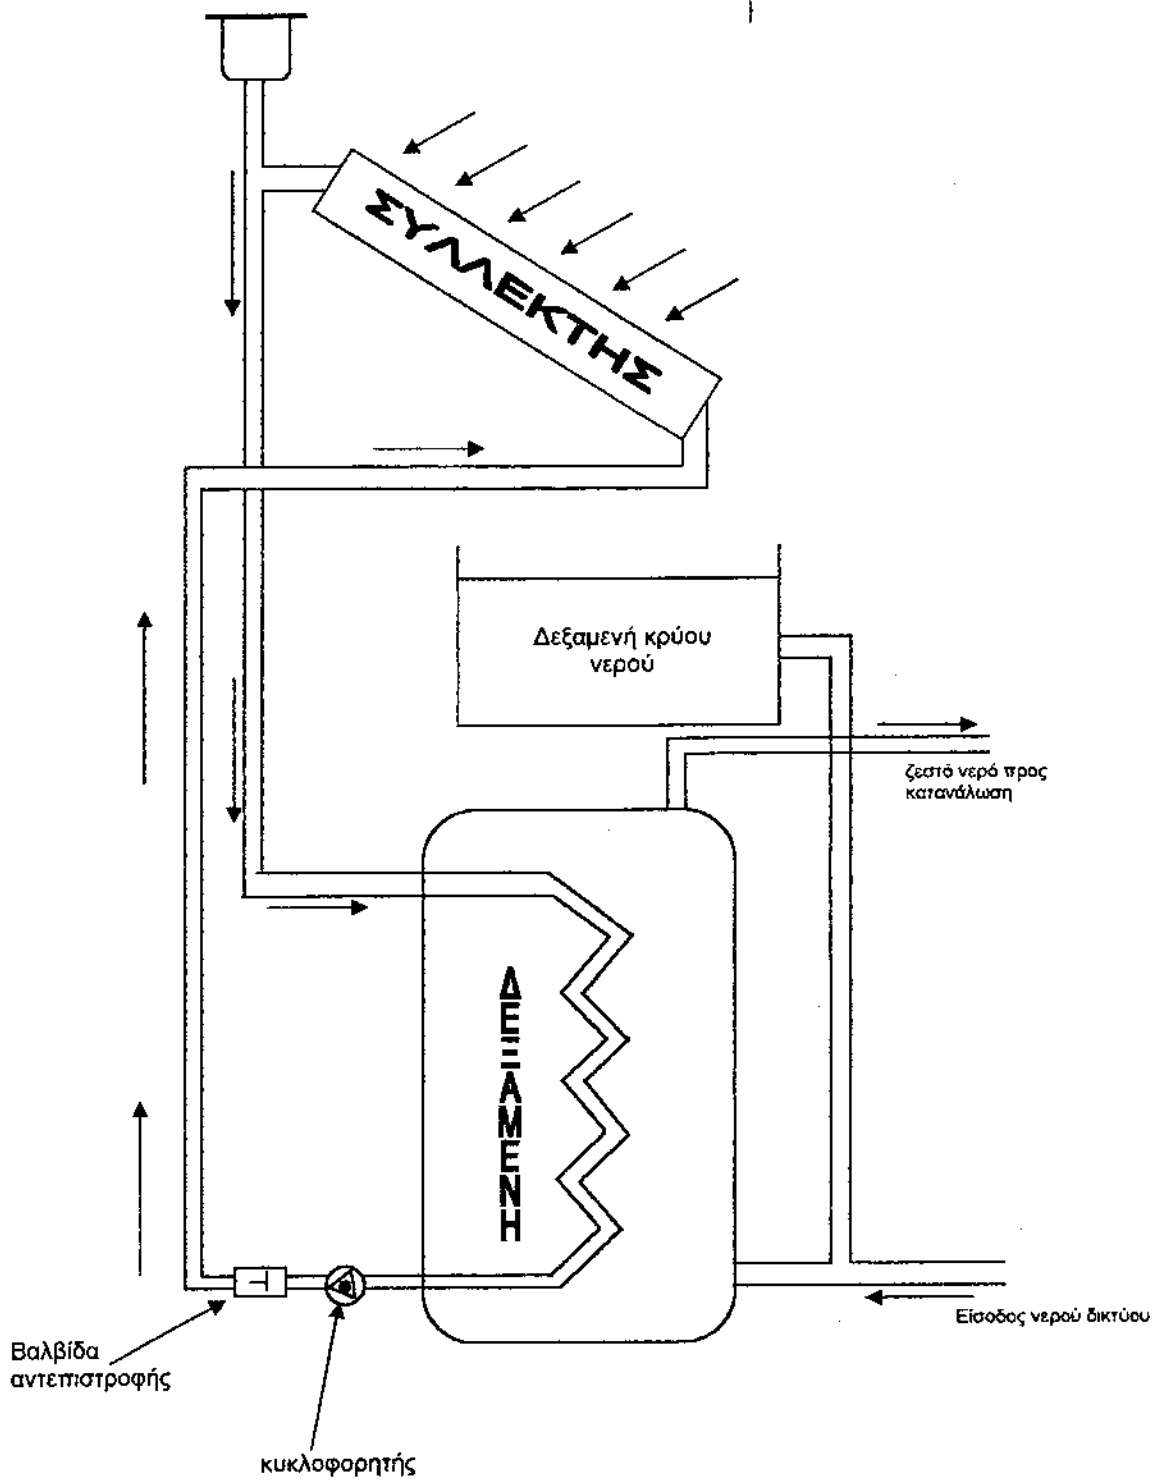 ΣΥΛΛΕΚΤΗΣ
Δεξαμενή κρύου
νερού
ζεστό νερό προς
κατανάλωση
ΔΕΞΑΜΕΝΗ
Είσοδος νερού δικτύου
Βαλβίδα
αντεπιστροφής
κυκλοφορητής